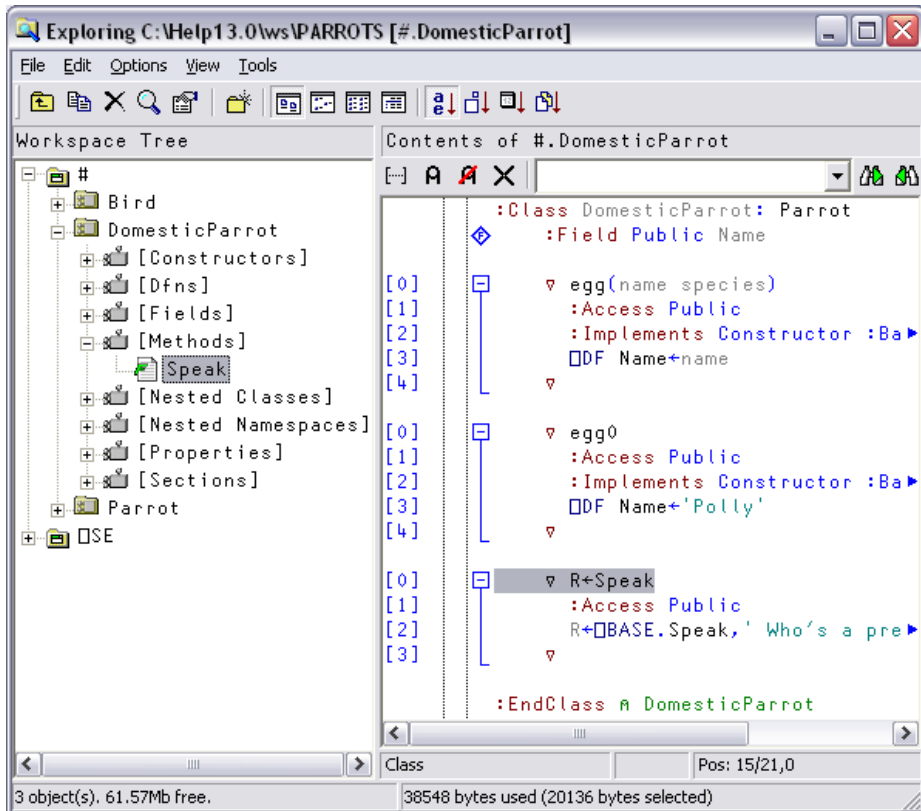 Exploring C:\Help13.0\ws\PARROTS [#.DomesticParrot]
File Edit Options View Tools
Workspace Tree
#
Bird
DomesticParrot
[Constructors]
[Dfns]
[Fields]
[Methods]
Speak
[Nested Classes]
[Nested Namespaces]
[Properties]
[Sections]
Parrot
⎕SE
Contents of #.DomesticParrot
:Class DomesticParrot: Parrot
:Field Public Name
[0] ∇ egg(name species)
[1] :Access Public
[2] :Implements Constructor :Ba
[3] ⎕DF Name←name
[4] ∇
[0] ∇ egg0
[1] :Access Public
[2] :Implements Constructor :Ba
[3] ⎕DF Name←'Polly'
[4] ∇
[0] ∇ R←Speak
[1] :Access Public
[2] R←⎕BASE.Speak,' Who's a pre
[3] ∇
:EndClass ⍝ DomesticParrot
Class Pos: 15/21,0
3 object(s). 61.57Mb free. 38548 bytes used (20136 bytes selected)